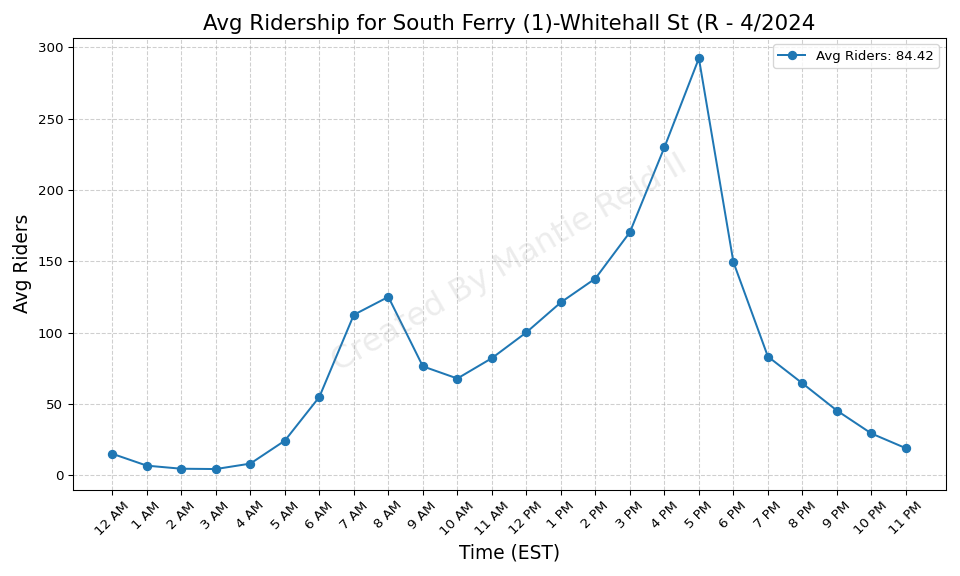 Avg Ridership for South Ferry (1)-Whitehall St (R - 4/2024
Avg Riders: 84.42
300
250
200
150
100
50
0
Avg Riders
Created By Mantle Reid II
12 AM
1 AM
2 AM
3 AM
4 AM
5 AM
6 AM
7 AM
8 AM
9 AM
10 AM
11 AM
12 PM
1 PM
2 PM
3 PM
4 PM
5 PM
6 PM
7 PM
8 PM
9 PM
10 PM
11 PM
Time (EST)